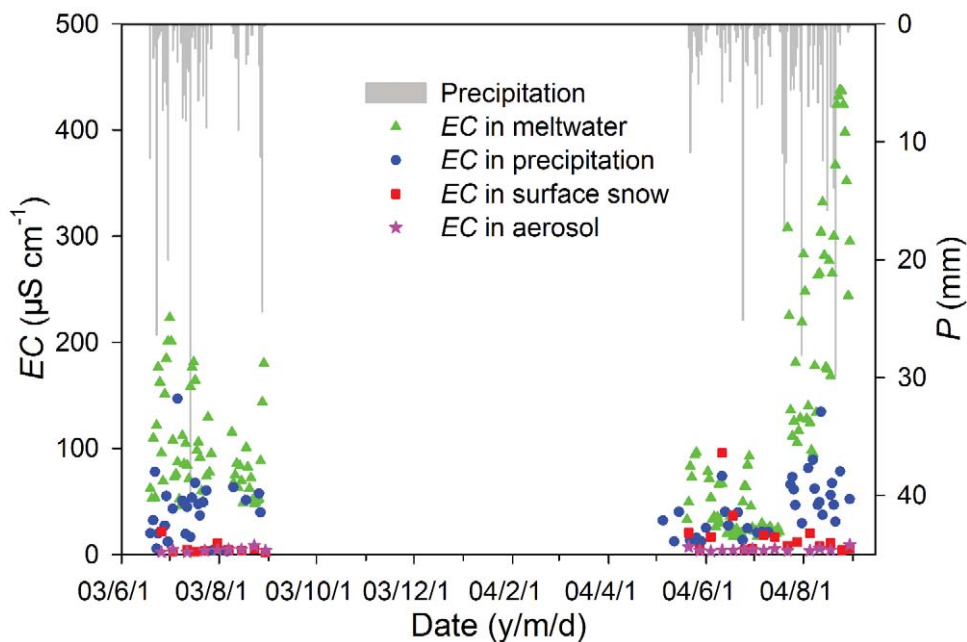 500
400
300
200
100
0
EC (µS cm⁻¹)
Precipitation
EC in meltwater
EC in precipitation
EC in surface snow
EC in aerosol
0
10
20
30
40
P (mm)
03/6/1 03/8/1 03/10/1 03/12/1 04/2/1 04/4/1 04/6/1 04/8/1
Date (y/m/d)